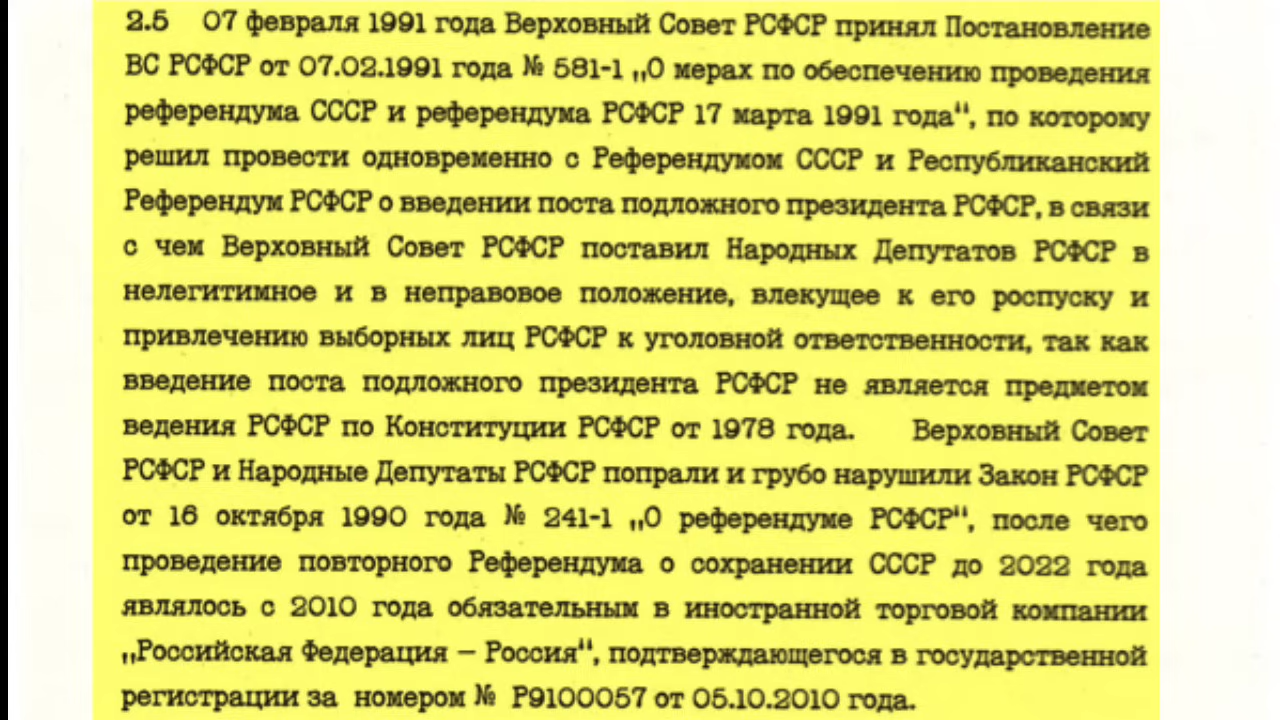 2.5 07 февраля 1991 года Верховный Совет РСФСР принял Постановление
ВС РСФСР от 07.02.1991 года № 581-1 „О мерах по обеспечению проведения
референдума СССР и референдума РСФСР 17 марта 1991 года“, по которому
решил провести одновременно с Референдумом СССР и Республиканский
Референдум РСФСР о введении поста подложного президента РСФСР, в связи
с чем Верховный Совет РСФСР поставил Народных Депутатов РСФСР в
нелегитимное и в неправовое положение, влекущее к его роспуску и
привлечению выборных лиц РСФСР к уголовной ответственности, так как
введение поста подложного президента РСФСР не является предметом
ведения РСФСР по Конституции РСФСР от 1978 года. Верховный Совет
РСФСР и Народные Депутаты РСФСР попрали и грубо нарушили Закон РСФСР
от 16 октября 1990 года № 241-1 „О референдуме РСФСР“, после чего
проведение повторного Референдума о сохранении СССР до 2022 года
являлось с 2010 года обязательным в иностранной торговой компании
„Российская Федерация – Россия“, подтверждающегося в государственной
регистрации за номером № Р9100057 от 05.10.2010 года.